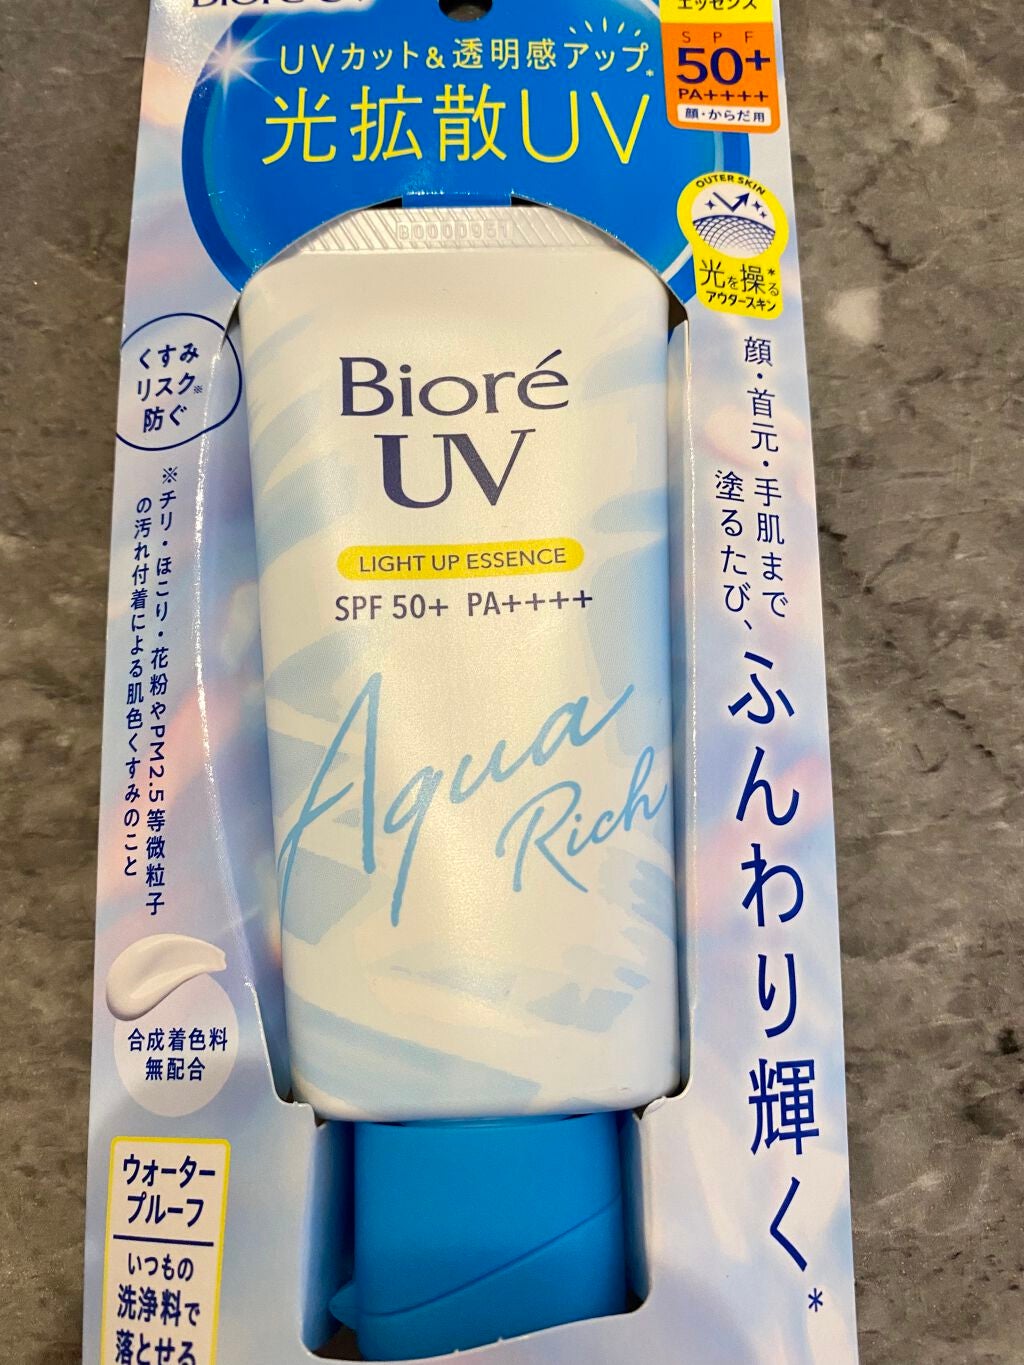 Bioré UV
エッセンス
UVカット&透明感アップ*
光拡散UV
SPF
50+
PA++++
顔・からだ用
OUTER SKIN
光を操る*
アウタースキン
くすみ
リスク※
防ぐ
※チリ・ほこり・花粉やPM2.5等微粒子
の汚れ付着による肌色くすみのこと
Bioré
UV
LIGHT UP ESSENCE
SPF 50+ PA++++
Aqua
Rich
顔・首元・手肌まで
塗るたび、
ふんわり輝く*
合成着色料
無配合
ウォーター
プルーフ
いつもの
洗浄料で
落とせる